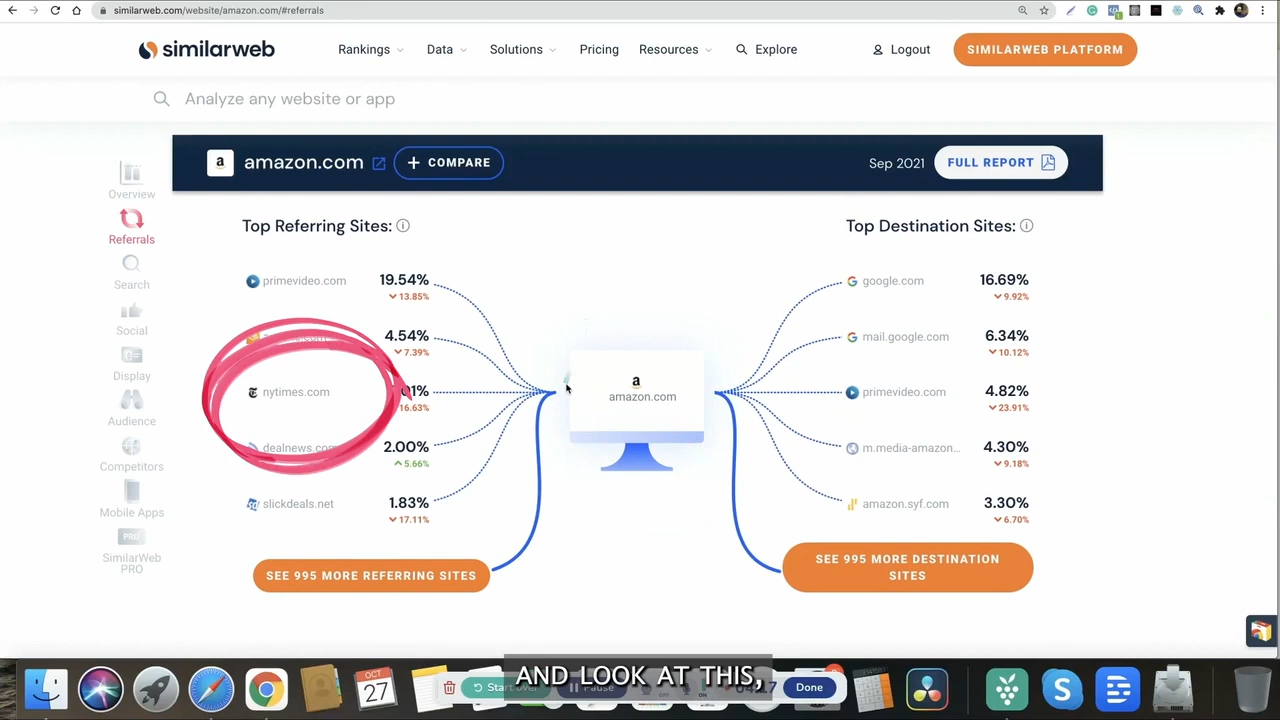 similarweb.com/website/amazon.com/#referrals
similarweb
Rankings
Data
Solutions
Pricing
Resources
Explore
Logout
SIMILARWEB PLATFORM
Analyze any website or app
a
amazon.com
+ COMPARE
Sep 2021
FULL REPORT
Overview
Referrals
Search
Social
Display
Audience
Competitors
Mobile Apps
PRO
SimilarWeb
PRO
Top Referring Sites:
primevideo.com
19.54%
13.85%
4.54%
7.39%
nytimes.com
16.63%
dealnews.com
2.00%
5.66%
slickdeals.net
1.83%
17.11%
SEE 995 MORE REFERRING SITES
a
amazon.com
Top Destination Sites:
google.com
16.69%
9.92%
mail.google.com
6.34%
10.12%
primevideo.com
4.82%
23.91%
m.media-amazon...
4.30%
9.18%
amazon.syf.com
3.30%
6.70%
SEE 995 MORE DESTINATION
SITES
AND LOOK AT THIS,
OCT
27
Start over
Pause
Done